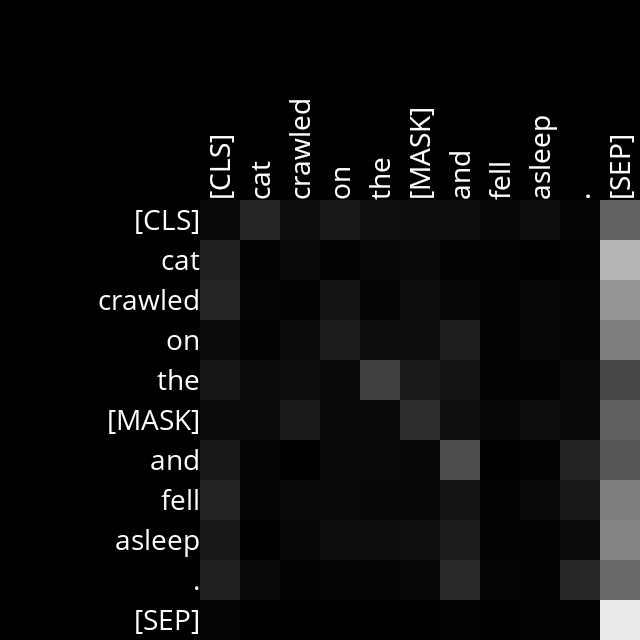 [CLS]
cat
crawled
on
the
[MASK]
and
fell
asleep
.
[SEP]
[CLS]
cat
crawled
on
the
[MASK]
and
fell
asleep
.
[SEP]